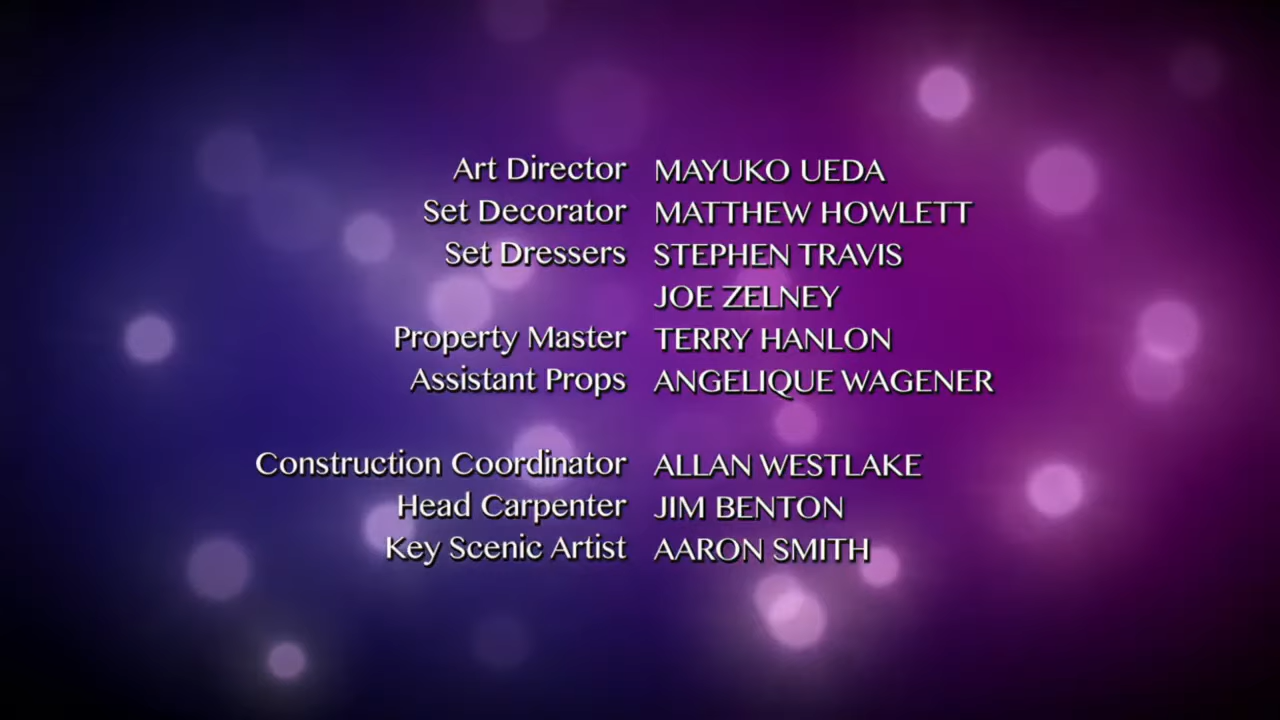 Art Director MAYUKO UEDA
Set Decorator MATTHEW HOWLETT
Set Dressers STEPHEN TRAVIS
JOE ZELNEY
Property Master TERRY HANLON
Assistant Props ANGELIQUE WAGENER
Construction Coordinator ALLAN WESTLAKE
Head Carpenter JIM BENTON
Key Scenic Artist AARON SMITH